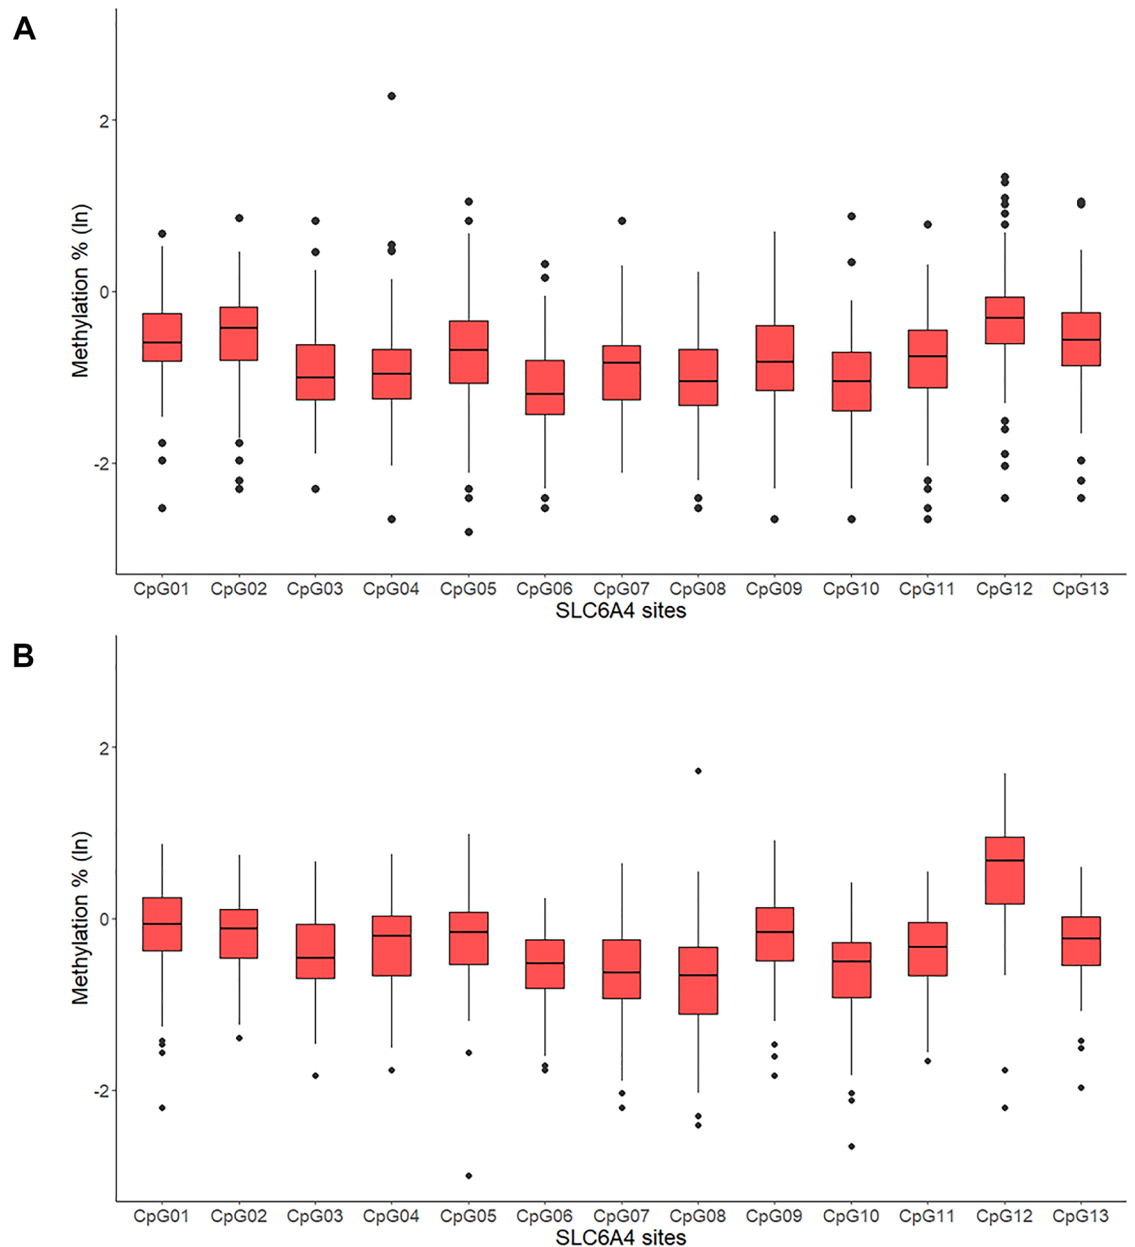 A
Methylation % (ln)
2
0
-2
CpG01 CpG02 CpG03 CpG04 CpG05 CpG06 CpG07 CpG08 CpG09 CpG10 CpG11 CpG12 CpG13
SLC6A4 sites
B
Methylation % (ln)
2
0
-2
CpG01 CpG02 CpG03 CpG04 CpG05 CpG06 CpG07 CpG08 CpG09 CpG10 CpG11 CpG12 CpG13
SLC6A4 sites